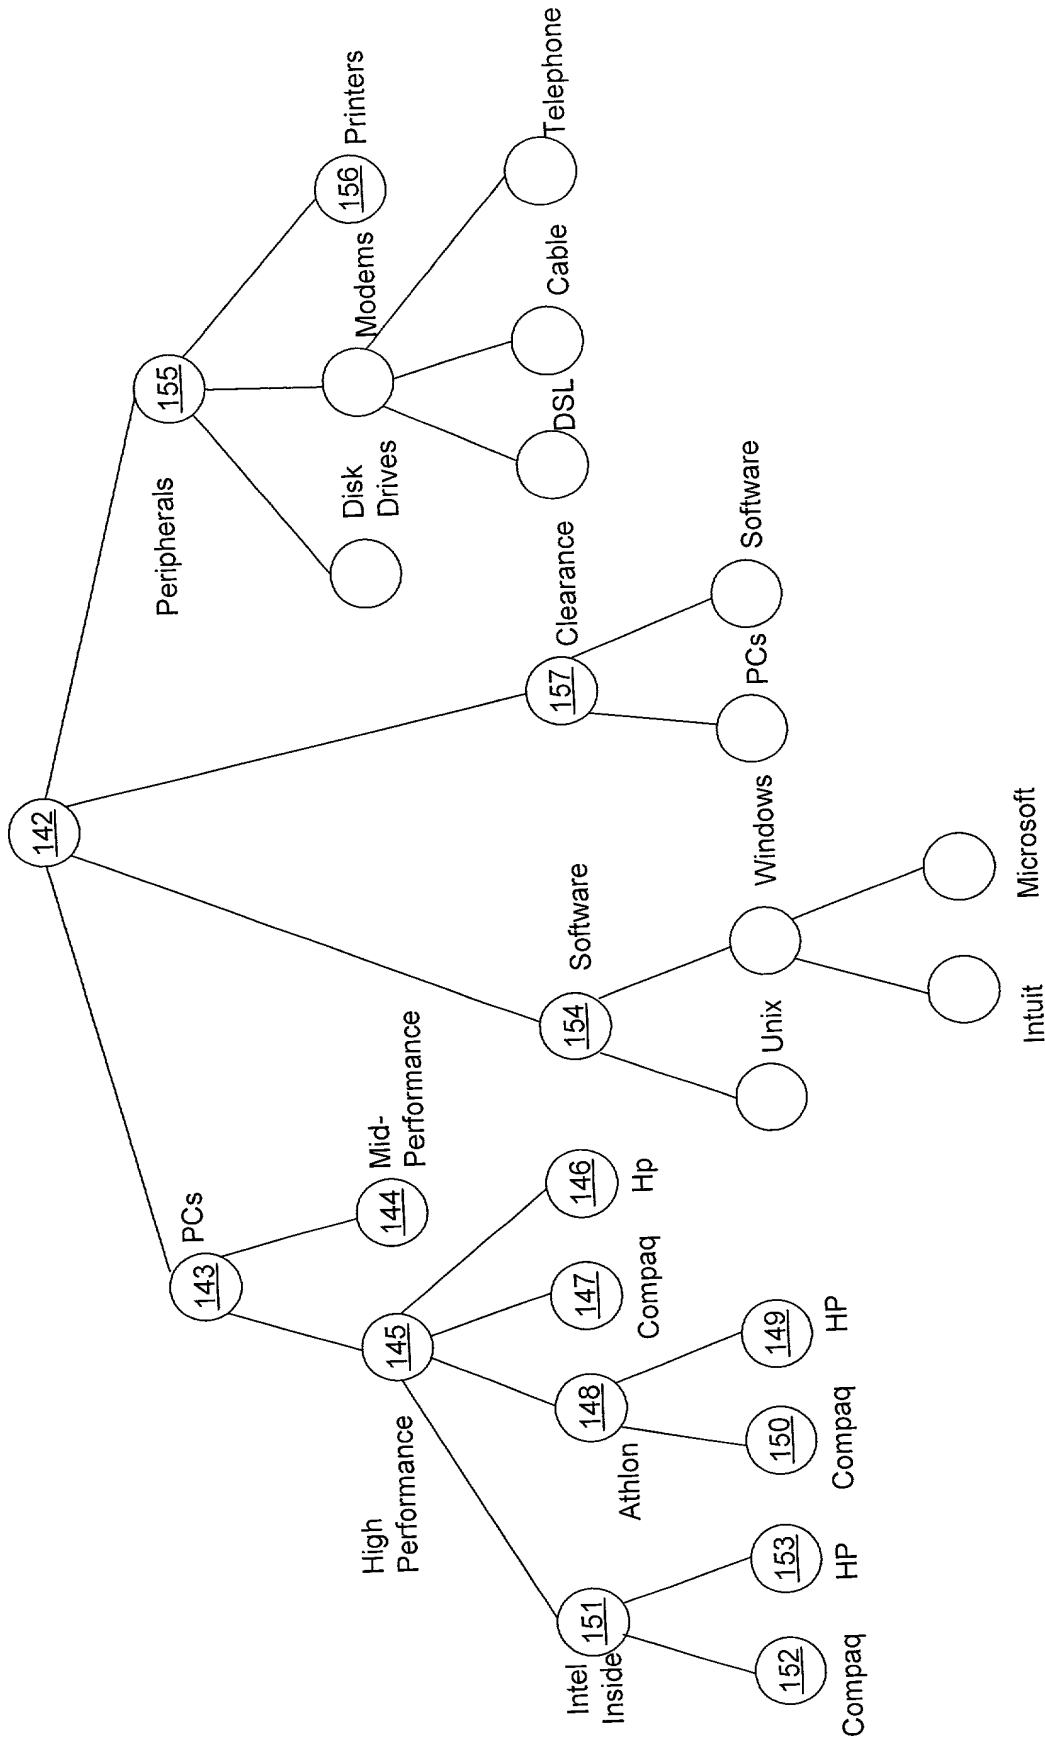 142
PCs
143
High
Performance
145
Mid-
Performance
144
Intel
Inside
151
Athlon
148
147
Compaq
146
Hp
152
Compaq
153
HP
150
Compaq
149
HP
Software
154
Unix
Windows
Intuit
Microsoft
Clearance
157
PCs
Software
Peripherals
155
Disk
Drives
Modems
156
Printers
DSL
Cable
Telephone